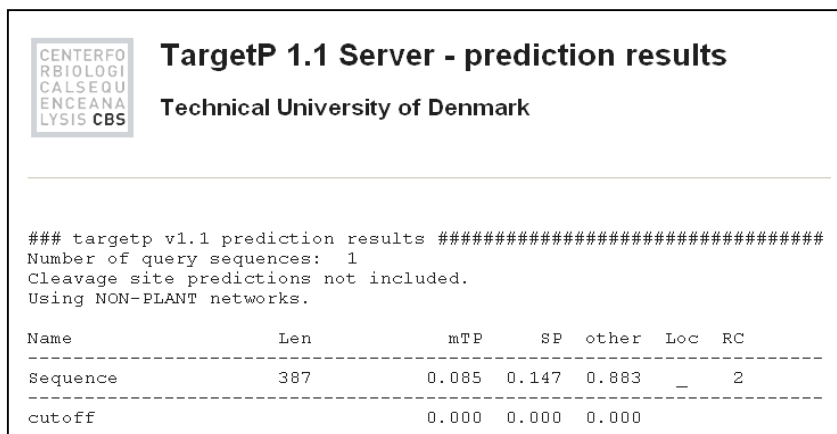 CENTERFO
RBIOLOGI
CALSEQU
ENCEANA
LYSIS CBS
TargetP 1.1 Server - prediction results
Technical University of Denmark
### targetp v1.1 prediction results ##################################
Number of query sequences:  1
Cleavage site predictions not included.
Using NON-PLANT networks.
Name Len mTP SP other Loc RC
----------------------------------------------------------------------
Sequence 387 0.085 0.147 0.883 _ 2
----------------------------------------------------------------------
cutoff 0.000 0.000 0.000